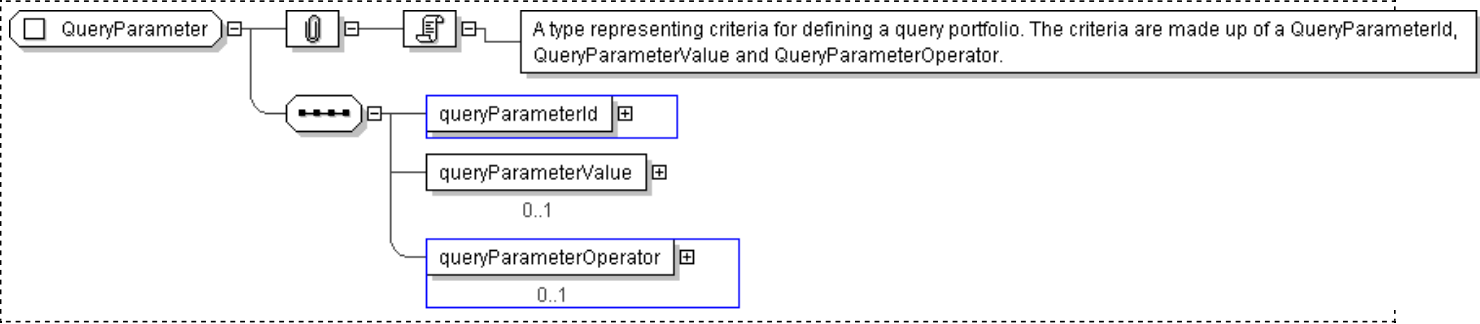 QueryParameter
A type representing criteria for defining a query portfolio. The criteria are made up of a QueryParameterId,
QueryParameterValue and QueryParameterOperator.
queryParameterId
queryParameterValue
0..1
queryParameterOperator
0..1